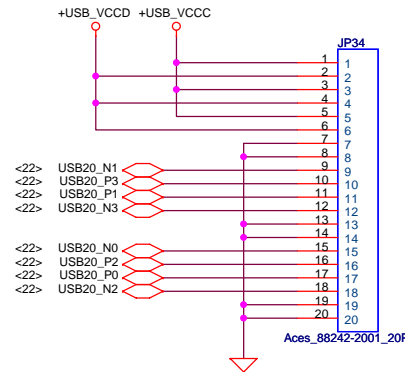 +USB_VCCD +USB_VCCC
JP34
1 1
2 2
3 3
4 4
5 5
6 6
7 7
8 8
<22> USB20_N1 9 9
<22> USB20_P3 10 10
<22> USB20_P1 11 11
<22> USB20_N3 12 12
13 13
14 14
<22> USB20_N0 15 15
<22> USB20_P2 16 16
<22> USB20_P0 17 17
<22> USB20_N2 18 18
19 19
20 20
Aces_88242-2001_20P